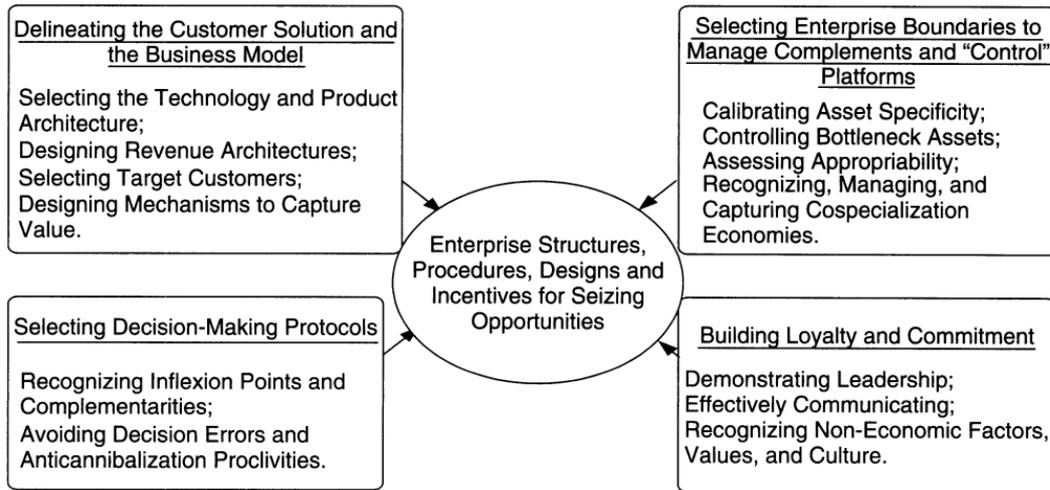 Delineating the Customer Solution and
the Business Model
Selecting the Technology and Product
Architecture;
Designing Revenue Architectures;
Selecting Target Customers;
Designing Mechanisms to Capture
Value.
Selecting Enterprise Boundaries to
Manage Complements and “Control”
Platforms
Calibrating Asset Specificity;
Controlling Bottleneck Assets;
Assessing Appropriability;
Recognizing, Managing, and
Capturing Cospecialization
Economies.
Enterprise Structures,
Procedures, Designs and
Incentives for Seizing
Opportunities
Selecting Decision-Making Protocols
Recognizing Inflexion Points and
Complementarities;
Avoiding Decision Errors and
Anticannibalization Proclivities.
Building Loyalty and Commitment
Demonstrating Leadership;
Effectively Communicating;
Recognizing Non-Economic Factors,
Values, and Culture.